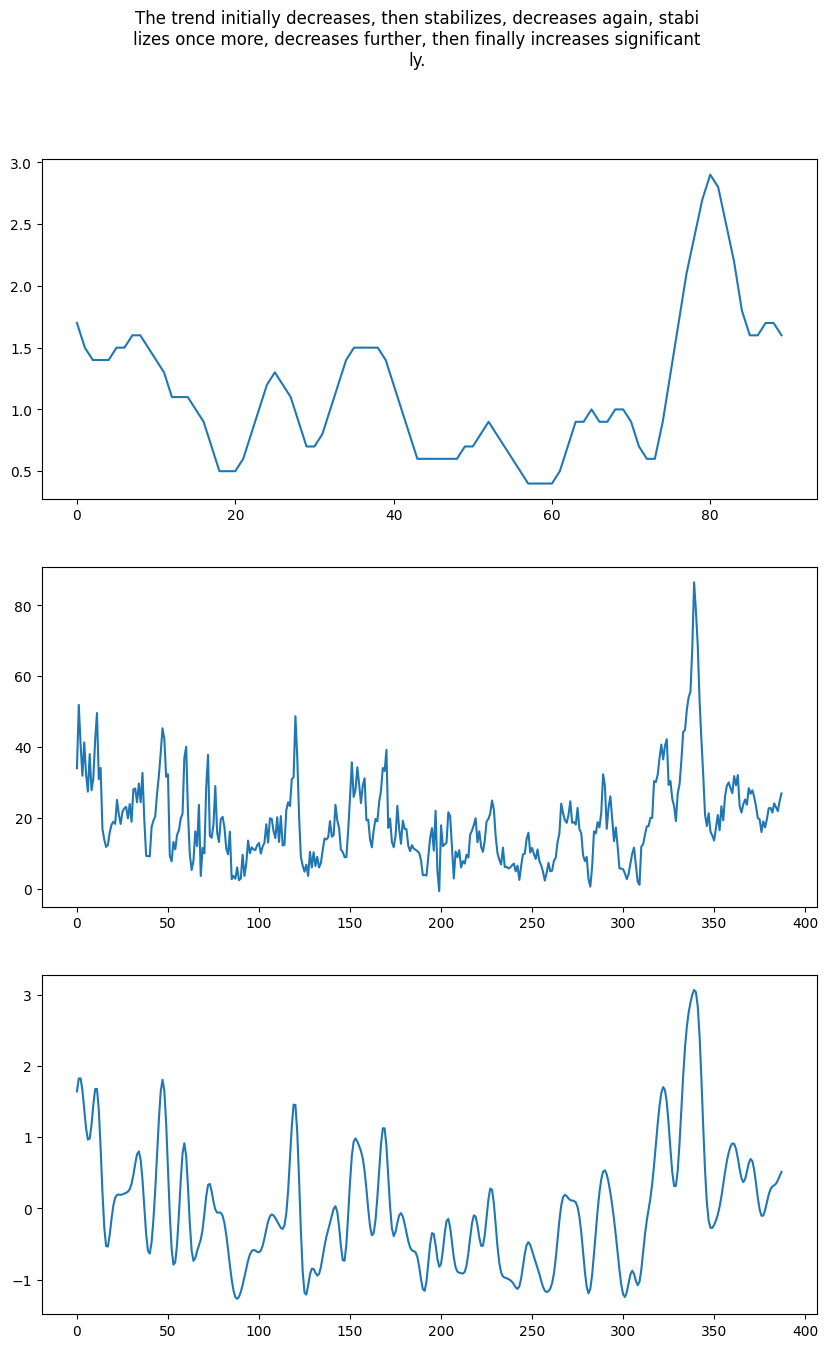 The trend initially decreases, then stabilizes, decreases again, stabi
lizes once more, decreases further, then finally increases significant
ly.
3.0
2.5
2.0
1.5
1.0
0.5
0 20 40 60 80
80
60
40
20
0
0 50 100 150 200 250 300 350 400
3
2
1
0
−1
0 50 100 150 200 250 300 350 400